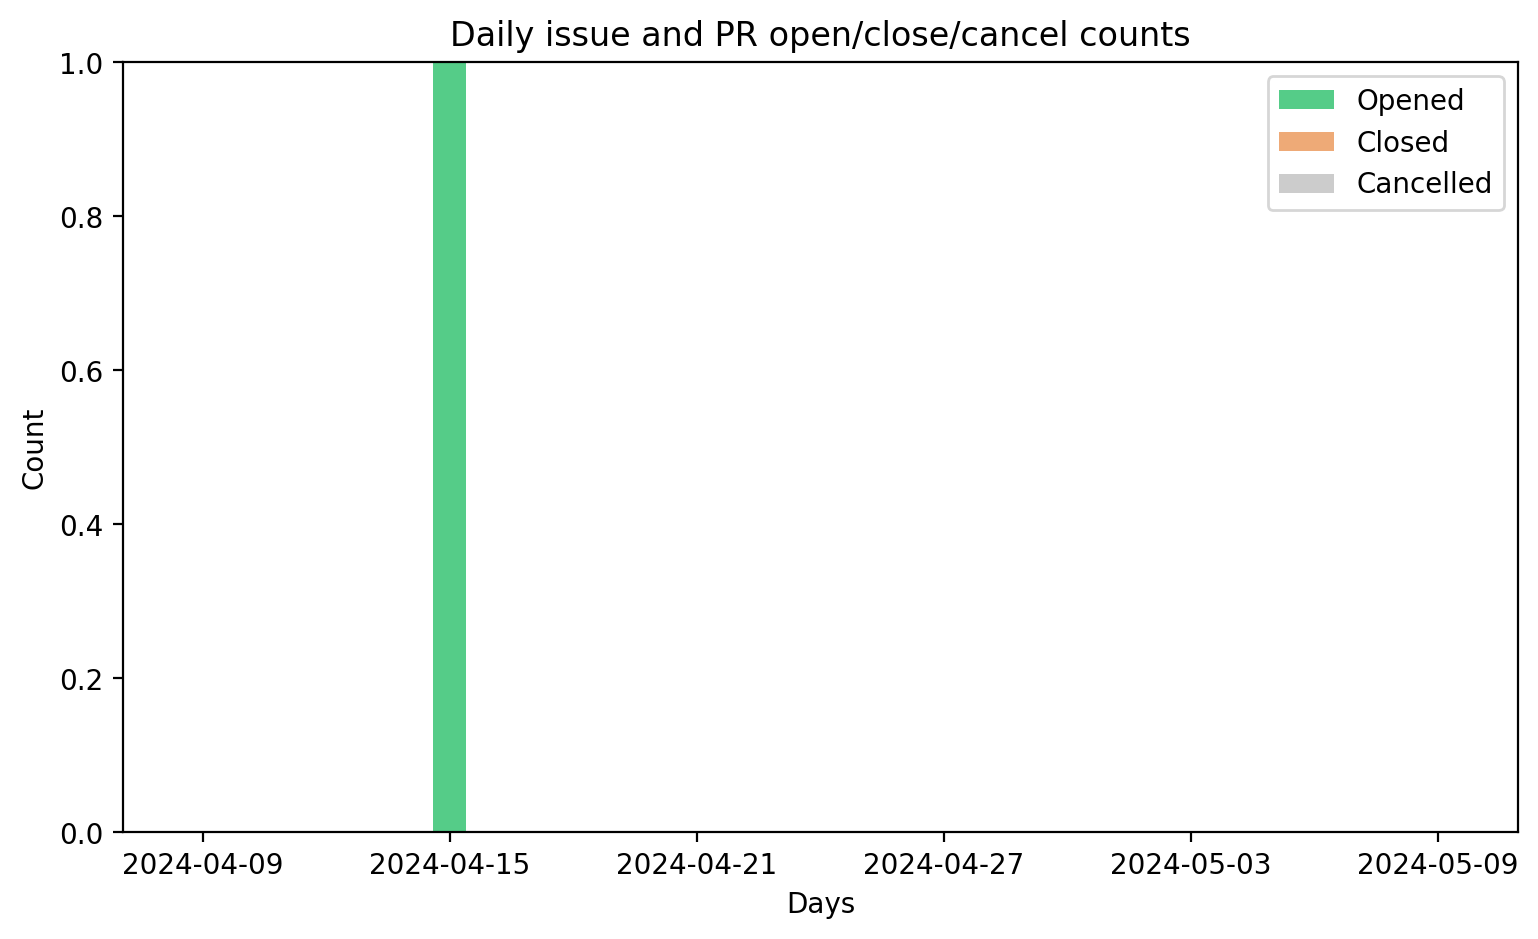 Daily issue and PR open/close/cancel counts
1.0
0.8
0.6
0.4
0.2
0.0
Count
Opened
Closed
Cancelled
2024-04-09
2024-04-15
2024-04-21
2024-04-27
2024-05-03
2024-05-09
Days